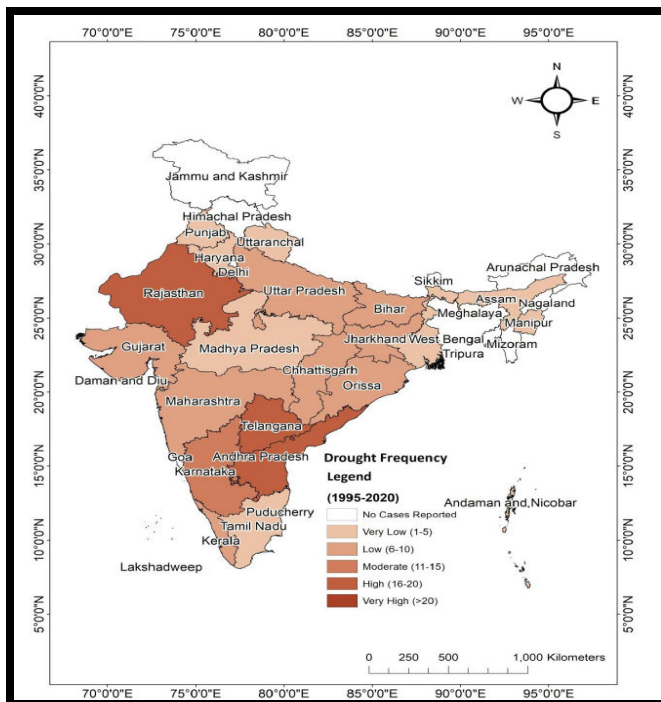 70°0'0"E 75°0'0"E 80°0'0"E 85°0'0"E 90°0'0"E 95°0'0"E
N
W E
S
40°0'0"N 40°0'0"N
35°0'0"N 35°0'0"N
30°0'0"N 30°0'0"N
25°0'0"N 25°0'0"N
20°0'0"N 20°0'0"N
15°0'0"N 15°0'0"N
10°0'0"N 10°0'0"N
5°0'0"N 5°0'0"N
Jammu and Kashmir
Himachal Pradesh
Punjab
Uttaranchal
Haryana
Delhi
Arunachal Pradesh
Sikkim
Rajasthan
Uttar Pradesh
Assam
Nagaland
Bihar
Meghalaya
Manipur
Gujarat
Madhya Pradesh
Jharkhand
West Bengal
Mizoram
Tripura
Daman and Diu
Chhattisgarh
Orissa
Maharashtra
Telangana
Goa
Andhra Pradesh
Karnataka
Puducherry
Tamil Nadu
Kerala
Lakshadweep
Andaman and Nicobar
Drought Frequency
Legend
(1995-2020)
No Cases Reported
Very Low (1-5)
Low (6-10)
Moderate (11-15)
High (16-20)
Very High (>20)
0 250 500 1,000 Kilometers
70°0'0"E 75°0'0"E 80°0'0"E 85°0'0"E 90°0'0"E 95°0'0"E